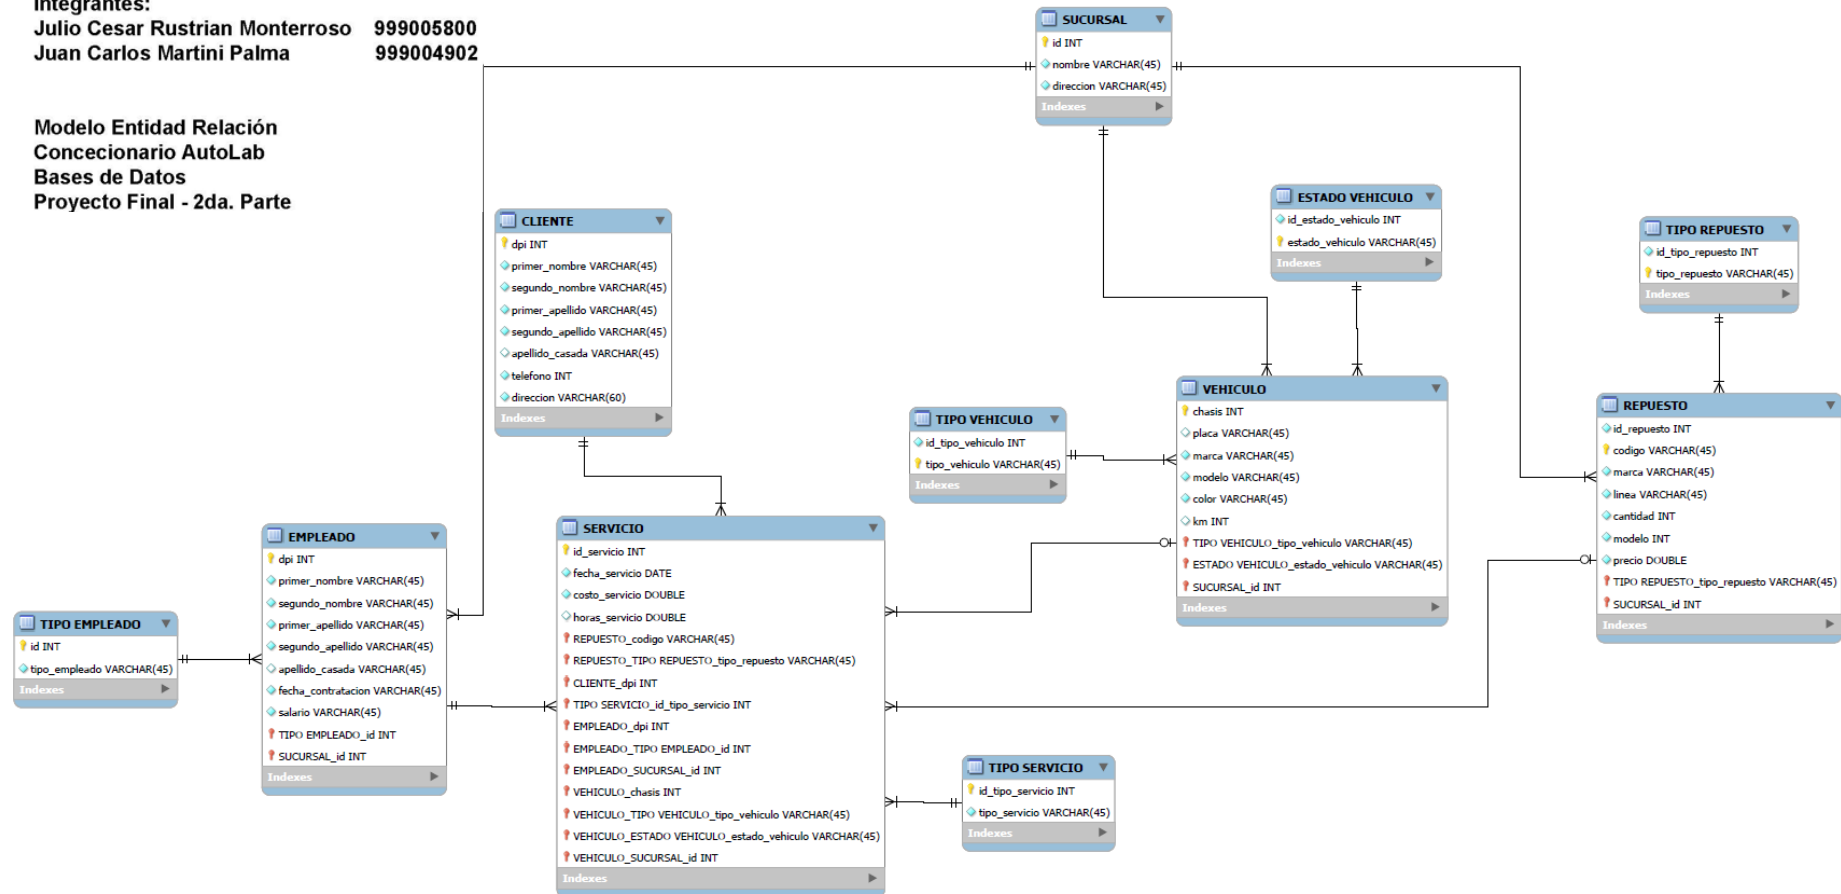 Integrantes:
Julio Cesar Rustrian Monterroso 999005800
Juan Carlos Martini Palma 999004902
Modelo Entidad Relación
Concecionario AutoLab
Bases de Datos
Proyecto Final - 2da. Parte
SUCURSAL
id INT
nombre VARCHAR(45)
direccion VARCHAR(45)
Indexes
ESTADO VEHICULO
id_estado_vehiculo INT
estado_vehiculo VARCHAR(45)
Indexes
TIPO REPUESTO
id_tipo_repuesto INT
tipo_repuesto VARCHAR(45)
Indexes
CLIENTE
dpi INT
primer_nombre VARCHAR(45)
segundo_nombre VARCHAR(45)
primer_apellido VARCHAR(45)
segundo_apellido VARCHAR(45)
apellido_casada VARCHAR(45)
telefono INT
direccion VARCHAR(60)
Indexes
TIPO VEHICULO
id_tipo_vehiculo INT
tipo_vehiculo VARCHAR(45)
Indexes
VEHICULO
chasis INT
placa VARCHAR(45)
marca VARCHAR(45)
modelo VARCHAR(45)
color VARCHAR(45)
km INT
TIPO VEHICULO_tipo_vehiculo VARCHAR(45)
ESTADO VEHICULO_estado_vehiculo VARCHAR(45)
SUCURSAL_id INT
Indexes
REPUESTO
id_repuesto INT
codigo VARCHAR(45)
marca VARCHAR(45)
linea VARCHAR(45)
cantidad INT
modelo INT
precio DOUBLE
TIPO REPUESTO_tipo_repuesto VARCHAR(45)
SUCURSAL_id INT
Indexes
TIPO EMPLEADO
id INT
tipo_empleado VARCHAR(45)
Indexes
EMPLEADO
dpi INT
primer_nombre VARCHAR(45)
segundo_nombre VARCHAR(45)
primer_apellido VARCHAR(45)
segundo_apellido VARCHAR(45)
apellido_casada VARCHAR(45)
fecha_contratacion VARCHAR(45)
salario VARCHAR(45)
TIPO EMPLEADO_id INT
SUCURSAL_id INT
Indexes
SERVICIO
id_servicio INT
fecha_servicio DATE
costo_servicio DOUBLE
horas_servicio DOUBLE
REPUESTO_codigo VARCHAR(45)
REPUESTO_TIPO REPUESTO_tipo_repuesto VARCHAR(45)
CLIENTE_dpi INT
TIPO SERVICIO_id_tipo_servicio INT
EMPLEADO_dpi INT
EMPLEADO_TIPO EMPLEADO_id INT
EMPLEADO_SUCURSAL_id INT
VEHICULO_chasis INT
VEHICULO_TIPO VEHICULO_tipo_vehiculo VARCHAR(45)
VEHICULO_ESTADO VEHICULO_estado_vehiculo VARCHAR(45)
VEHICULO_SUCURSAL_id INT
Indexes
TIPO SERVICIO
id_tipo_servicio INT
tipo_servicio VARCHAR(45)
Indexes